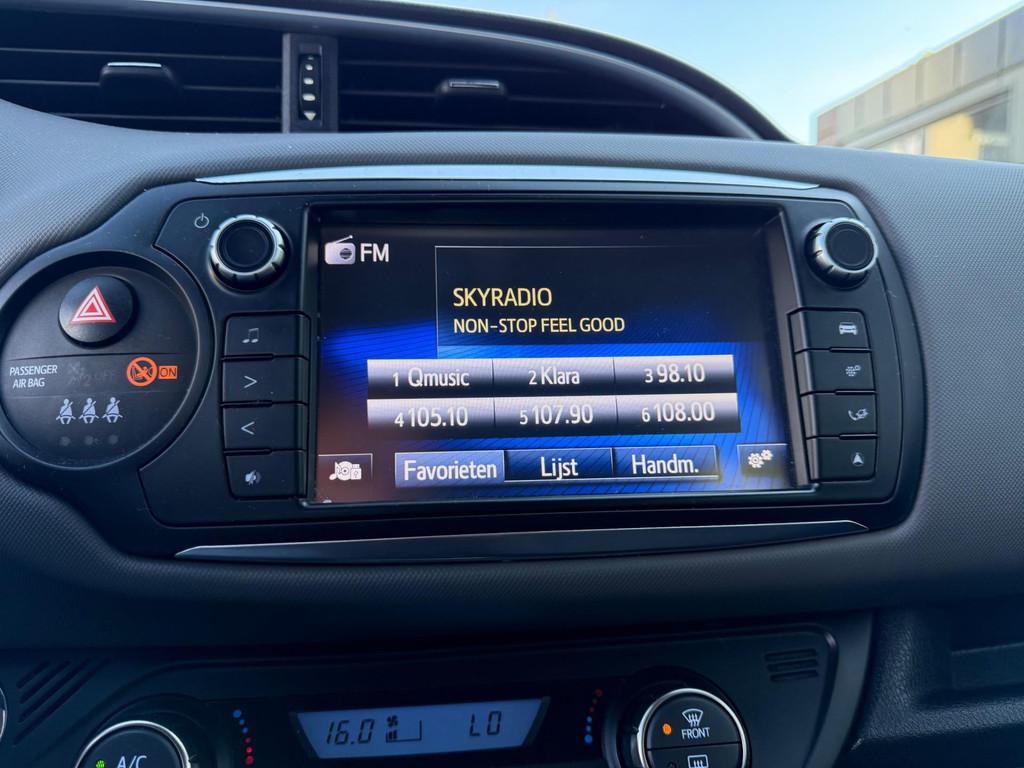 FM
SKYRADIO
NON-STOP FEEL GOOD
1 Qmusic 2 Klara 3 98.10
4 105.10 5 107.90 6 108.00
Favorieten Lijst Handm.
PASSENGER
AIR BAG
ON
16.0 LO
A/C
FRONT